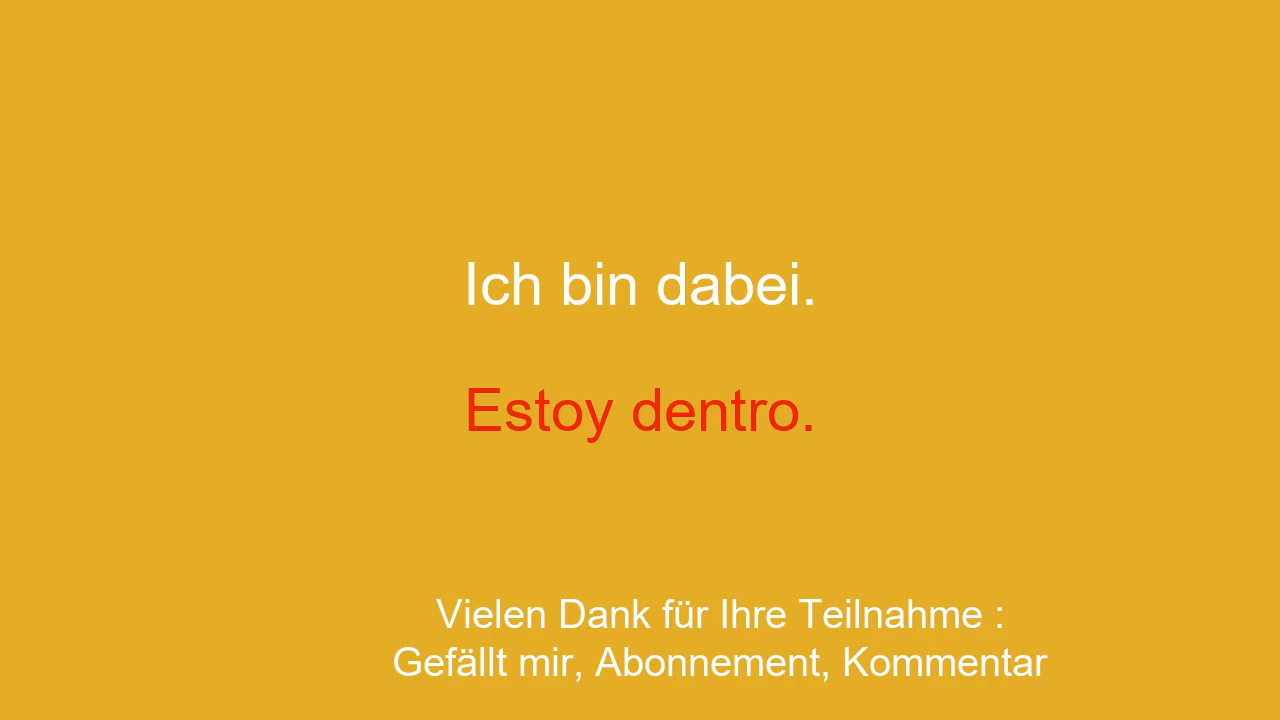 Ich bin dabei.
Estoy dentro.
Vielen Dank für Ihre Teilnahme :
Gefällt mir, Abonnement, Kommentar